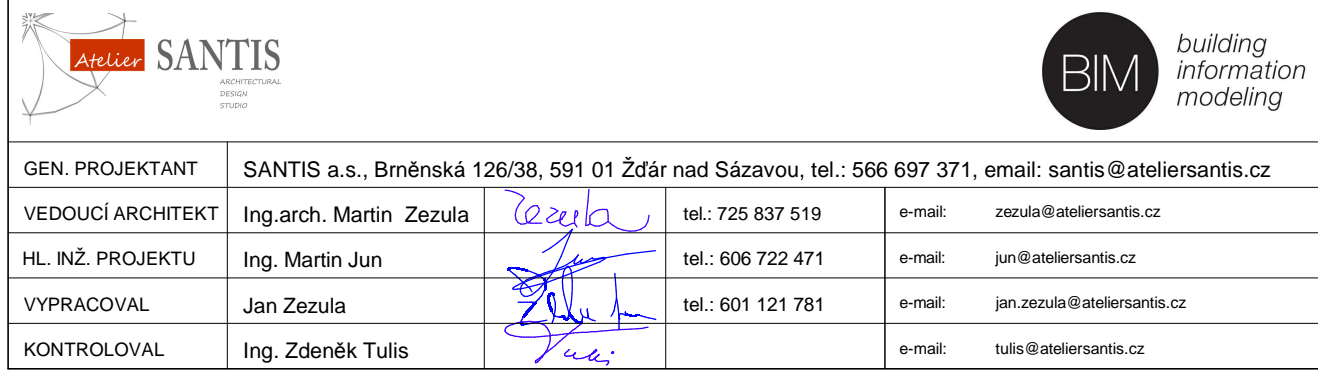 Atelier SANTIS
ARCHITECTURAL
DESIGN
STUDIO
BIM
building
information
modeling
GEN. PROJEKTANT SANTIS a.s., Brněnská 126/38, 591 01 Žďár nad Sázavou, tel.: 566 697 371, email: santis@ateliersantis.cz
VEDOUCÍ ARCHITEKT Ing.arch. Martin Zezula Zezula tel.: 725 837 519 e-mail: zezula@ateliersantis.cz
HL. INŽ. PROJEKTU Ing. Martin Jun Jun tel.: 606 722 471 e-mail: jun@ateliersantis.cz
VYPRACOVAL Jan Zezula tel.: 601 121 781 e-mail: jan.zezula@ateliersantis.cz
KONTROLOVAL Ing. Zdeněk Tulis Tulis e-mail: tulis@ateliersantis.cz